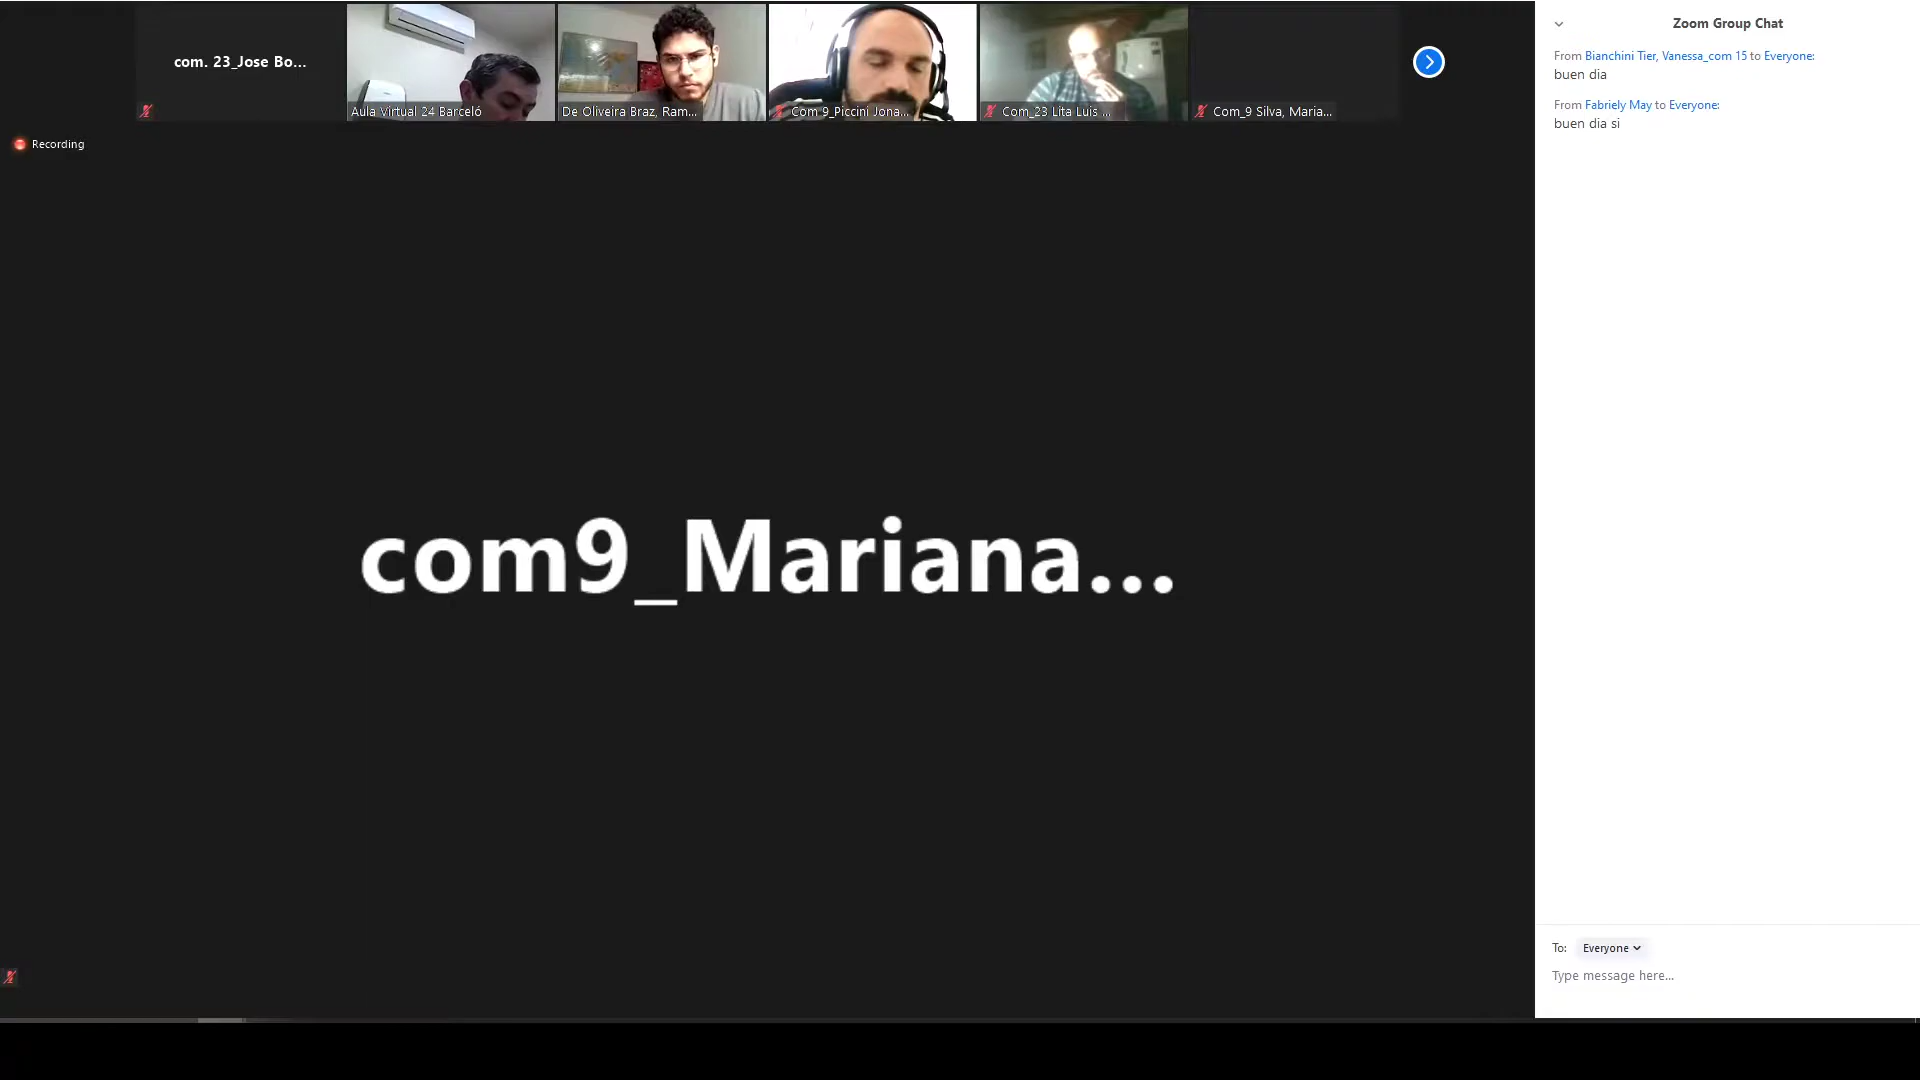 com. 23_Jose Bo...
Aula Virtual 24 Barceló
De Oliveira Braz, Ram...
Com 9_Piccini Jona...
Com_23 Lita Luis ...
Com_9 Silva, Maria...
Recording
com9_Mariana...
Zoom Group Chat
From Bianchini Tier, Vanessa_com 15 to Everyone:
buen dia
From Fabriely May to Everyone:
buen dia si
To: Everyone
Type message here...